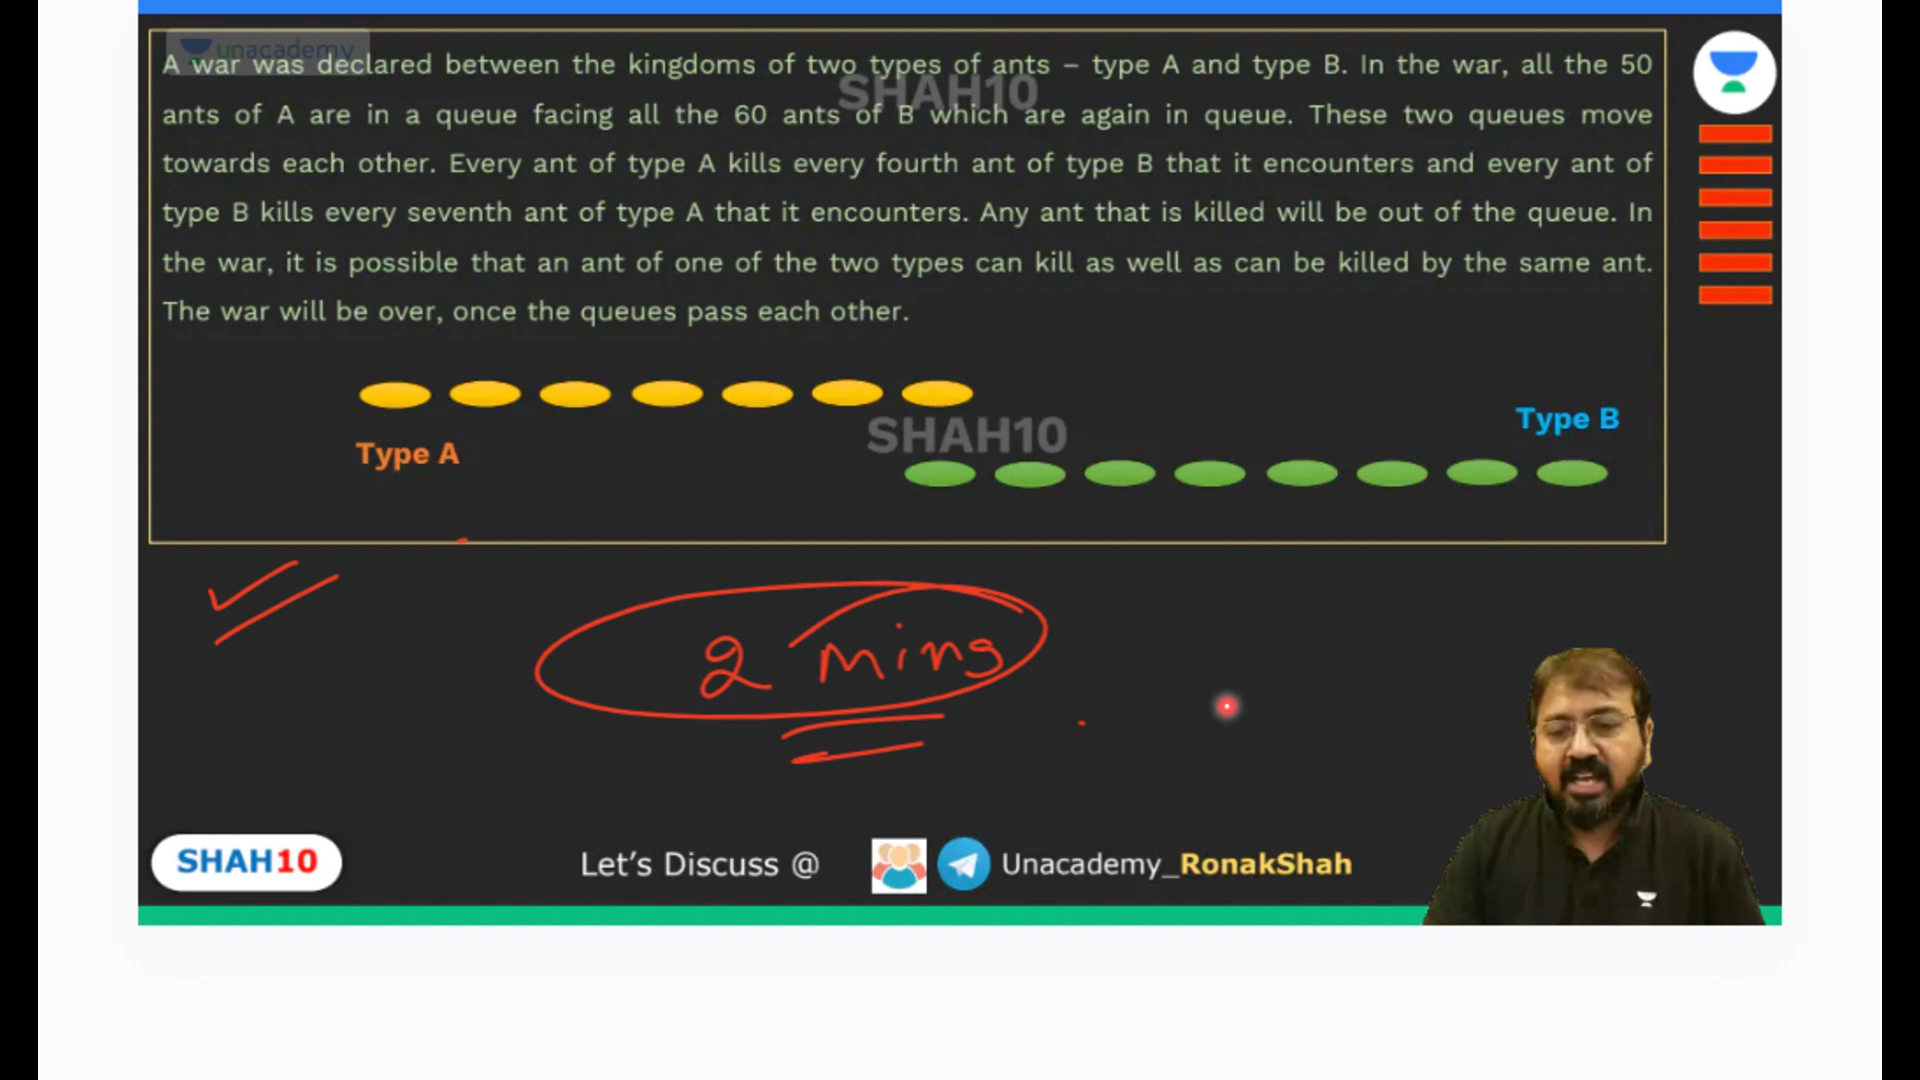 unacademy
A war was declared between the kingdoms of two types of ants – type A and type B. In the war, all the 50
SHAH10
ants of A are in a queue facing all the 60 ants of B which are again in queue. These two queues move
towards each other. Every ant of type A kills every fourth ant of type B that it encounters and every ant of
type B kills every seventh ant of type A that it encounters. Any ant that is killed will be out of the queue. In
the war, it is possible that an ant of one of the two types can kill as well as can be killed by the same ant.
The war will be over, once the queues pass each other.
Type B
SHAH10
Type A
2 mins
SHAH10
Let's Discuss @
Unacademy_RonakShah